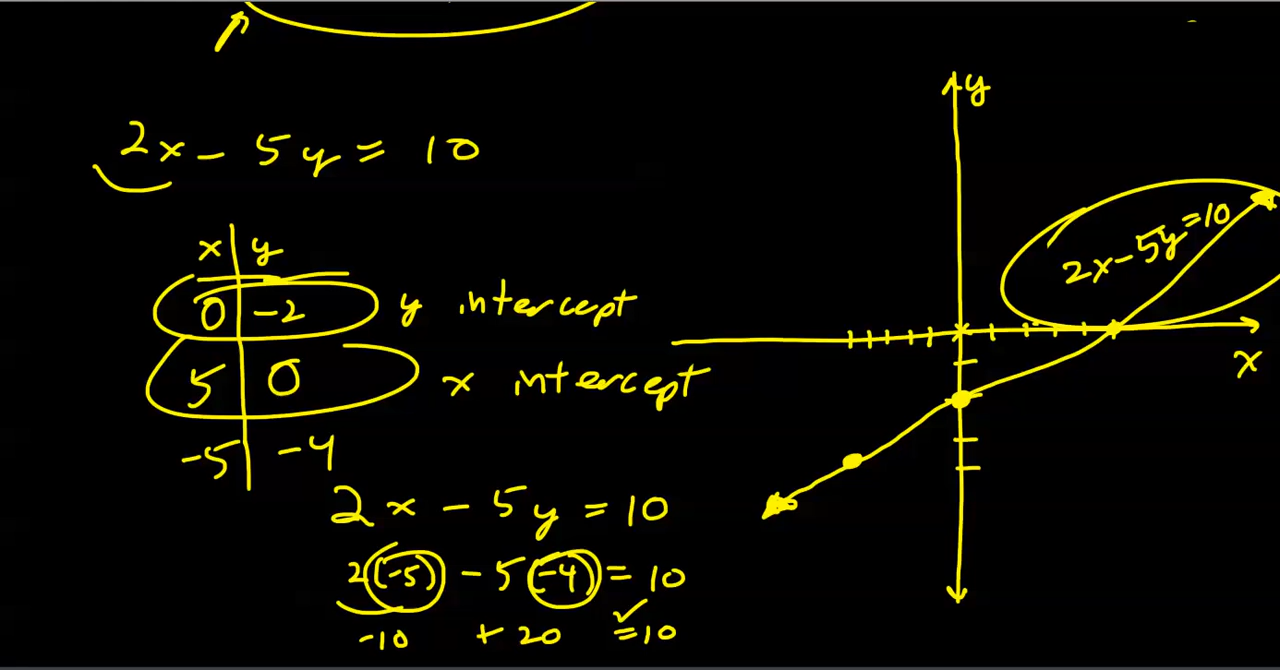 2x - 5y = 10
x y
0 -2 y intercept
5 0 x intercept
-5 -4
2x - 5y = 10
2(-5) - 5(-4) = 10
-10 + 20 = 10 ✓
y
2x - 5y = 10
x